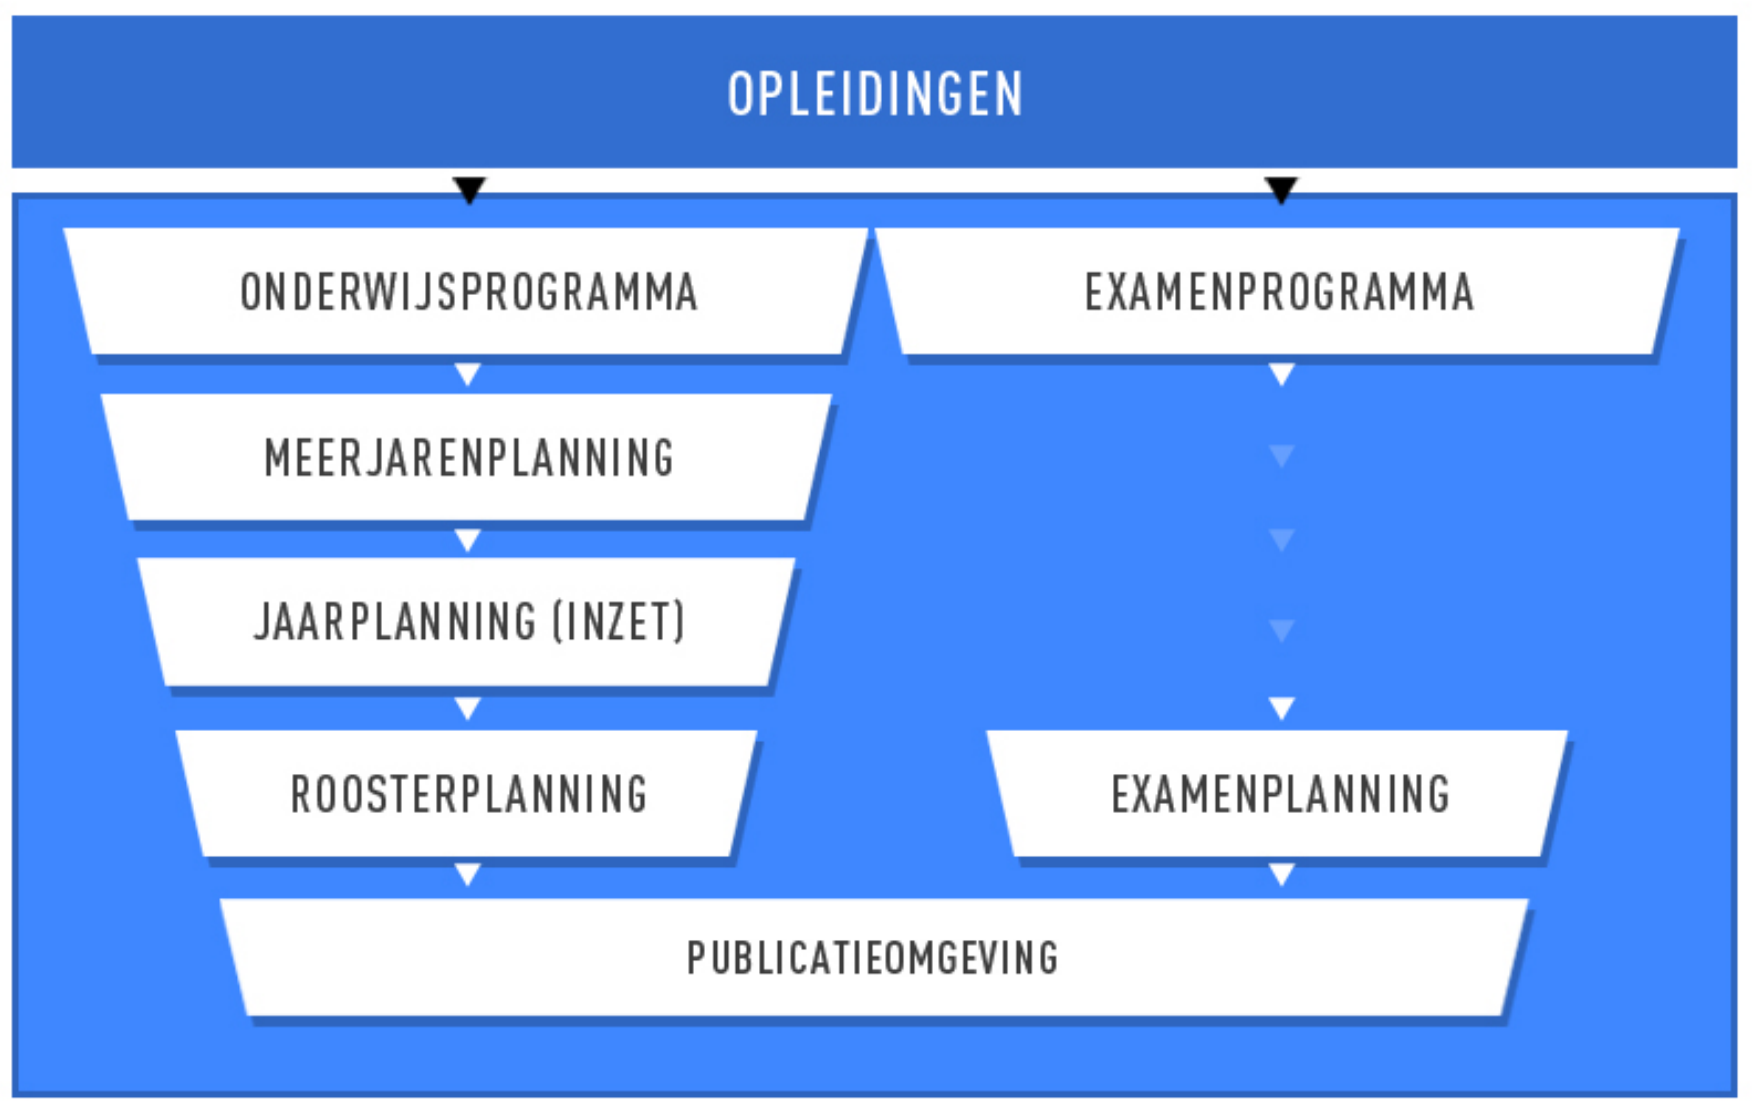 OPLEIDINGEN
ONDERWIJSPROGRAMMA
EXAMENPROGRAMMA
MEERJARENPLANNING
JAARPLANNING (INZET)
ROOSTERPLANNING
EXAMENPLANNING
PUBLICATIEOMGEVING